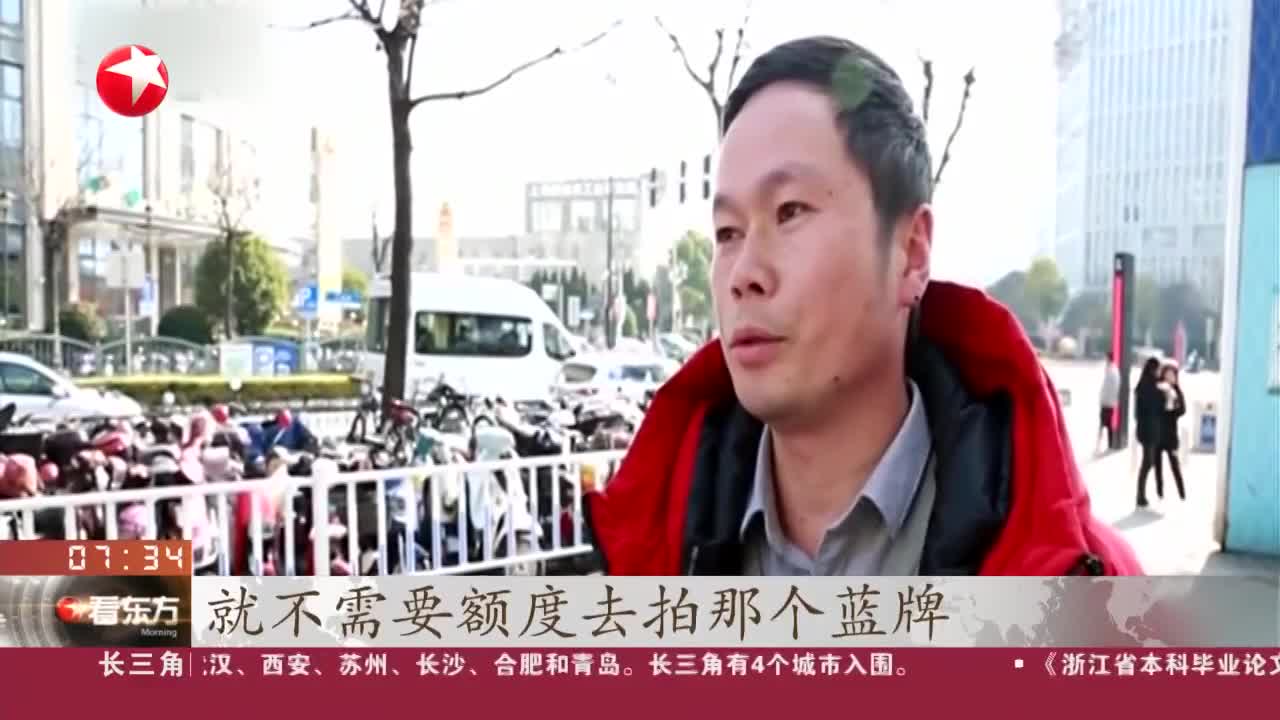 07:34
看东方
Morning
就不需要额度去拍那个蓝牌
长三角
汉、西安、苏州、长沙、合肥和青岛。长三角有4个城市入围。
《浙江省本科毕业论文